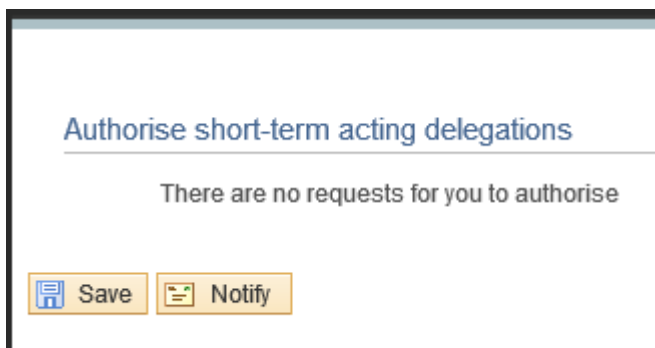 Authorise short-term acting delegations
There are no requests for you to authorise
Save Notify